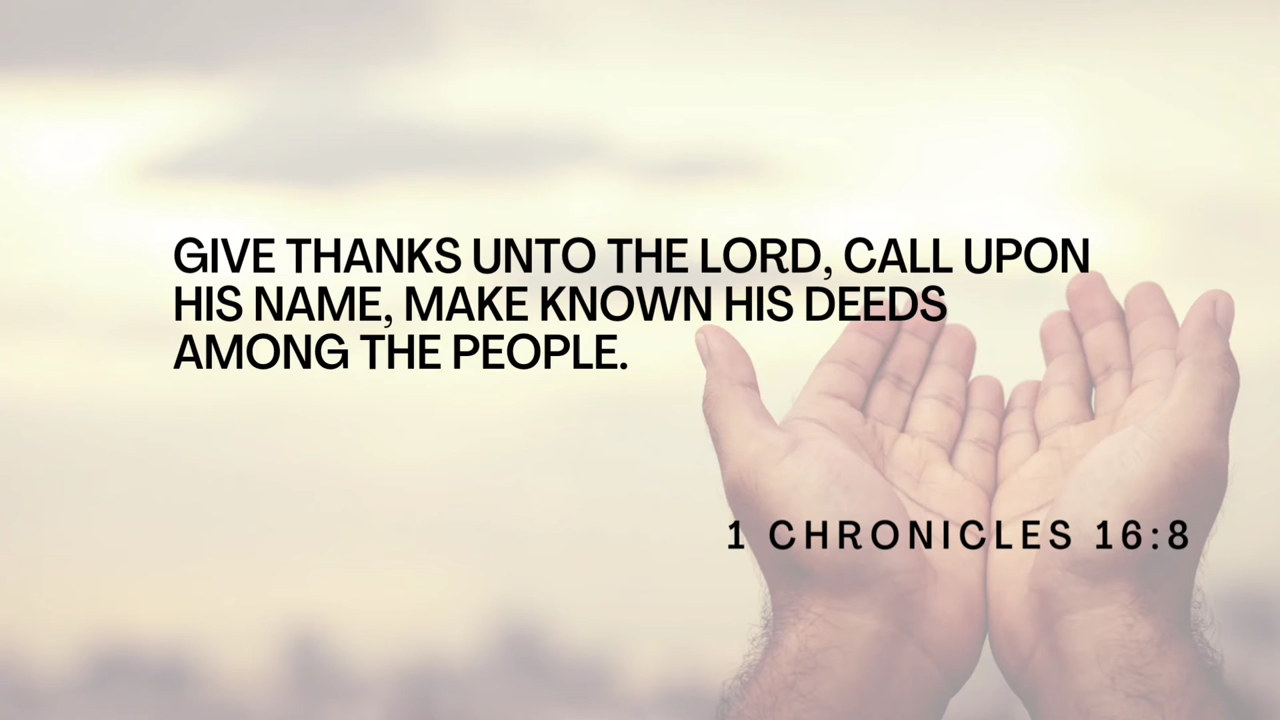 GIVE THANKS UNTO THE LORD, CALL UPON
HIS NAME, MAKE KNOWN HIS DEEDS
AMONG THE PEOPLE.
1 CHRONICLES 16:8